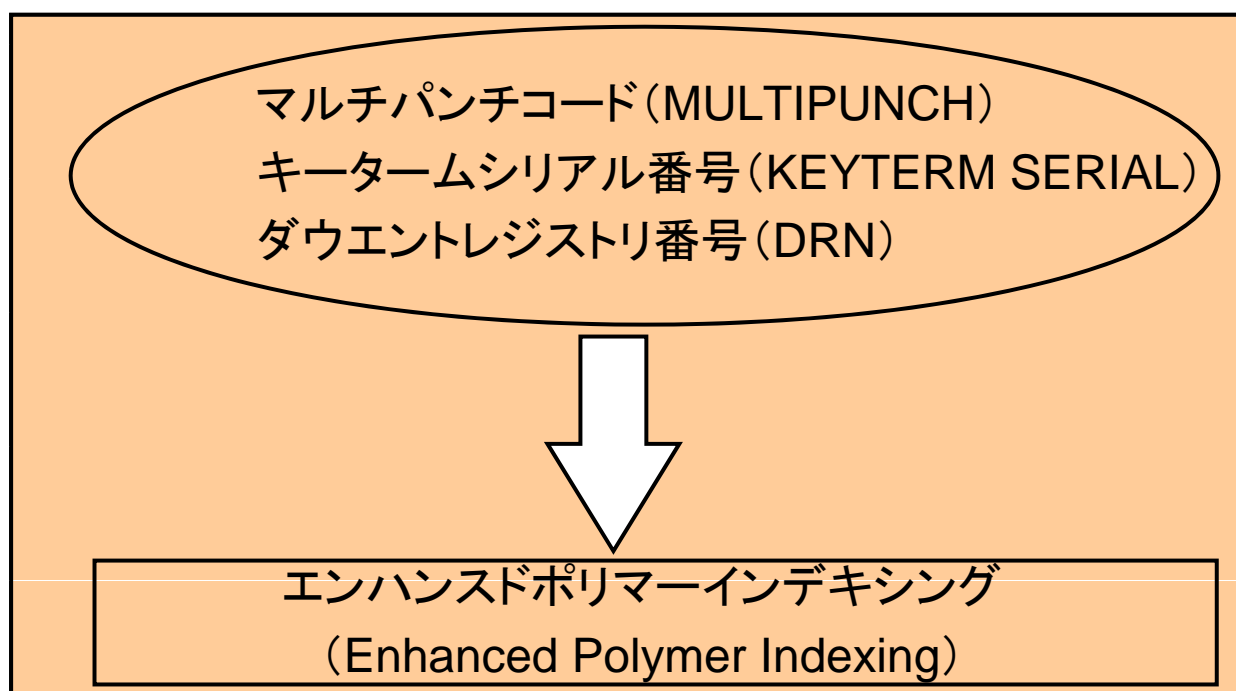 マルチパンチコード（MULTIPUNCH）
キータームシリアル番号（KEYTERM SERIAL）
ダウエントレジストリ番号（DRN）
エンハンスドポリマーインデキシング
（Enhanced Polymer Indexing）